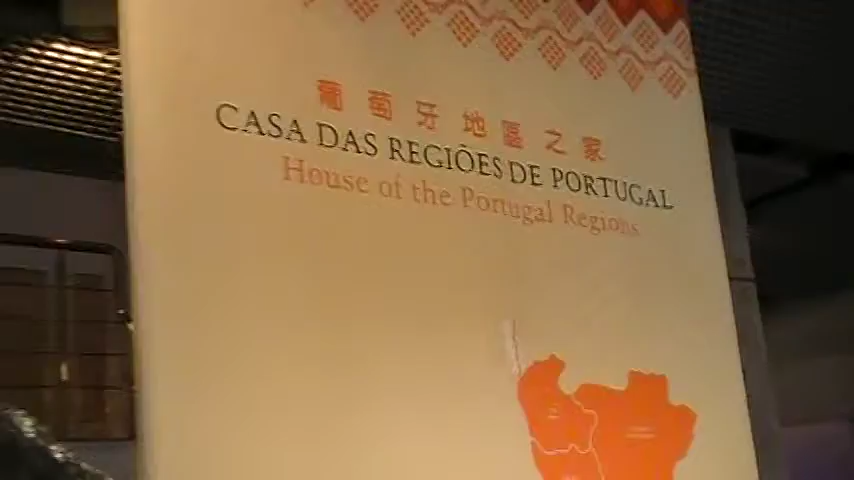 葡萄牙地區之家
CASA DAS REGIÕES DE PORTUGAL
House of the Portugal Regions